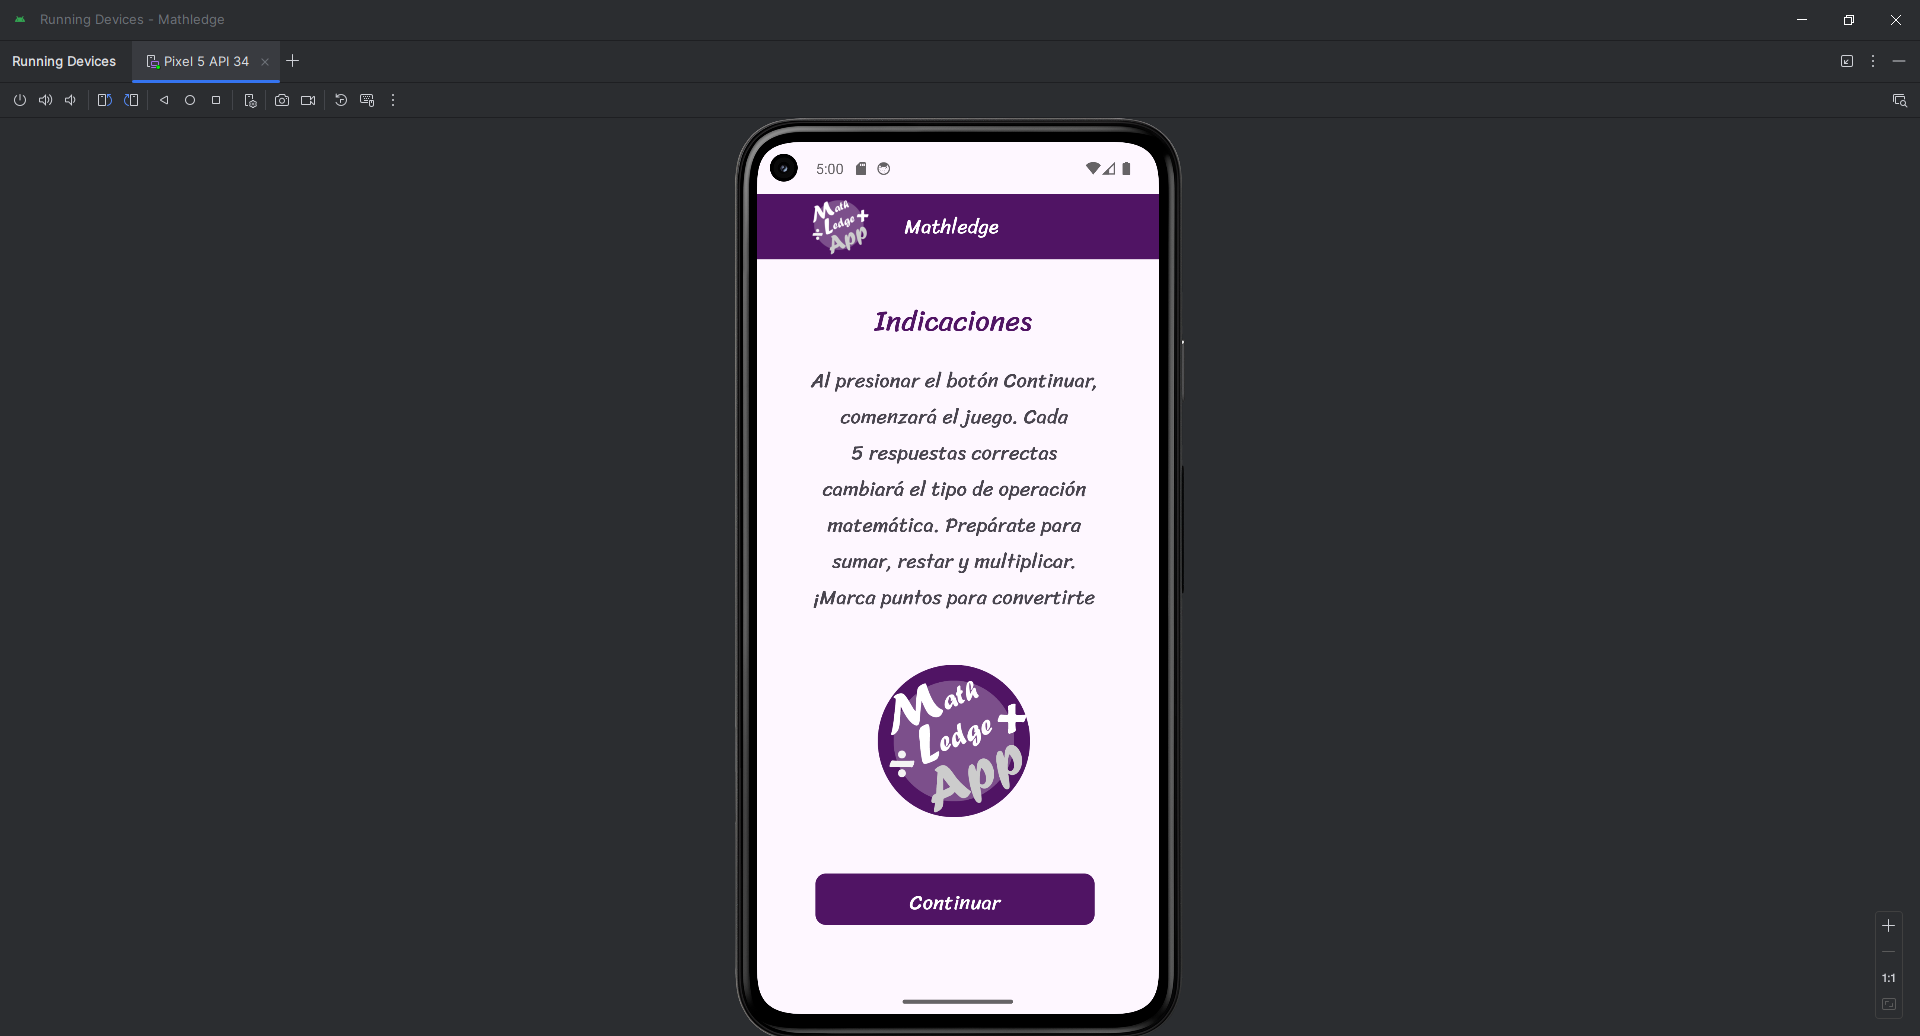 Running Devices - Mathledge
Running Devices
Pixel 5 API 34
5:00
Math
Ledge +
÷ App
Mathledge
Indicaciones
Al presionar el botón Continuar,
comenzará el juego. Cada
5 respuestas correctas
cambiará el tipo de operación
matemática. Prepárate para
sumar, restar y multiplicar.
¡Marca puntos para convertirte
Math
Ledge +
÷ App
Continuar
1:1